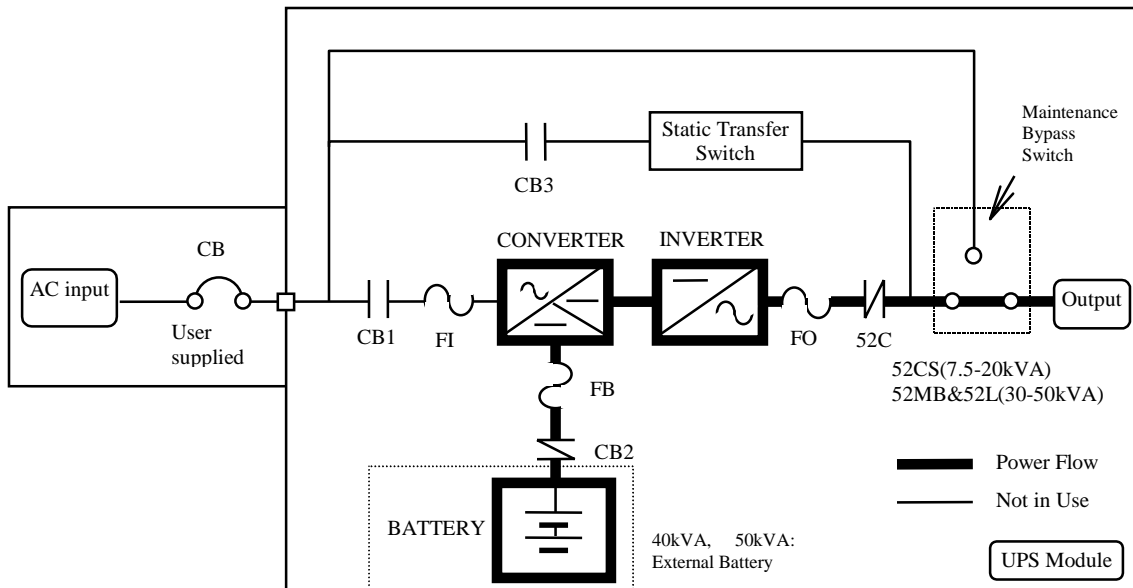 Static Transfer
Switch
Maintenance
Bypass
Switch
CB3
CB
CONVERTER
INVERTER
AC input
Output
User
supplied
CB1
FI
FO
52C
52CS(7.5-20kVA)
52MB&52L(30-50kVA)
FB
CB2
Power Flow
Not in Use
BATTERY
40kVA, 50kVA:
External Battery
UPS Module